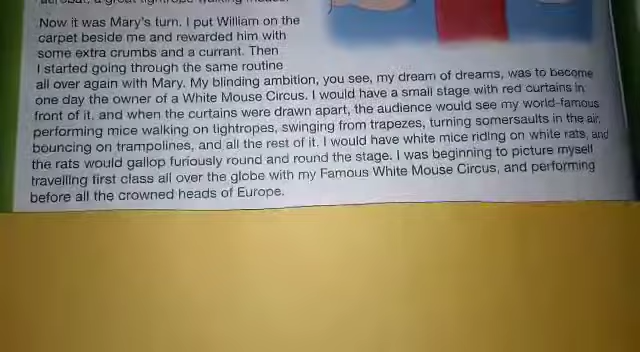 acrobat, a great tightrope-walking mouse.
Now it was Mary's turn. I put William on the
carpet beside me and rewarded him with
some extra crumbs and a currant. Then
I started going through the same routine
all over again with Mary. My blinding ambition, you see, my dream of dreams, was to become
one day the owner of a White Mouse Circus. I would have a small stage with red curtains in
front of it, and when the curtains were drawn apart, the audience would see my world-famous
performing mice walking on tightropes, swinging from trapezes, turning somersaults in the air,
bouncing on trampolines, and all the rest of it. I would have white mice riding on white rats, and
the rats would gallop furiously round and round the stage. I was beginning to picture myself
travelling first class all over the globe with my Famous White Mouse Circus, and performing
before all the crowned heads of Europe.